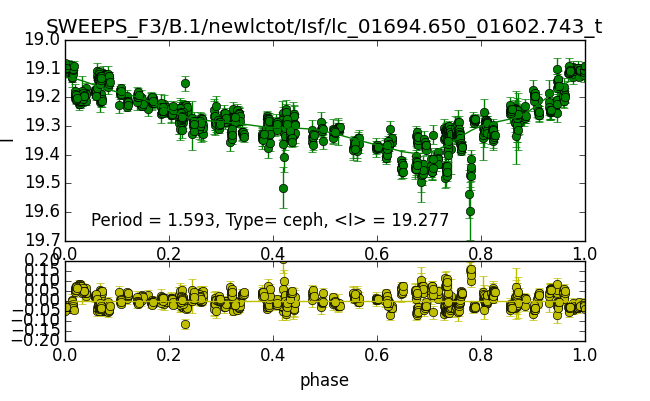 SWEEPS_F3/B.1/newlctot/Isf/lc_01694.650_01602.743_t
19.0
19.1
19.2
19.3
19.4
19.5
19.6
19.7
I
Period = 1.593, Type= ceph, <I> = 19.277
0.0 0.2 0.4 0.6 0.8 1.0
0.20
0.15
0.10
0.05
0.00
−0.05
−0.10
−0.15
−0.20
0.0 0.2 0.4 0.6 0.8 1.0
phase